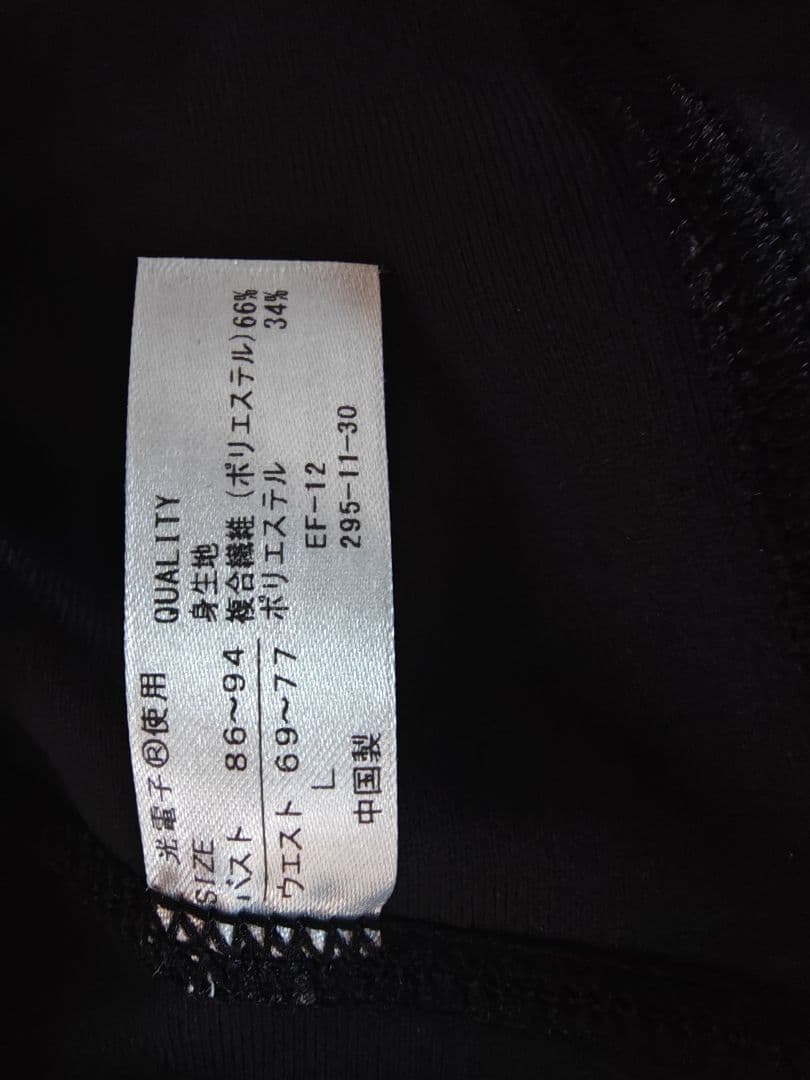 光電子®使用
SIZE
バスト 86～94
ウエスト 69～77
L
中国製
QUALITY
身生地
複合繊維(ポリエステル)66%
ポリエステル 34%
EF-12
295-11-30